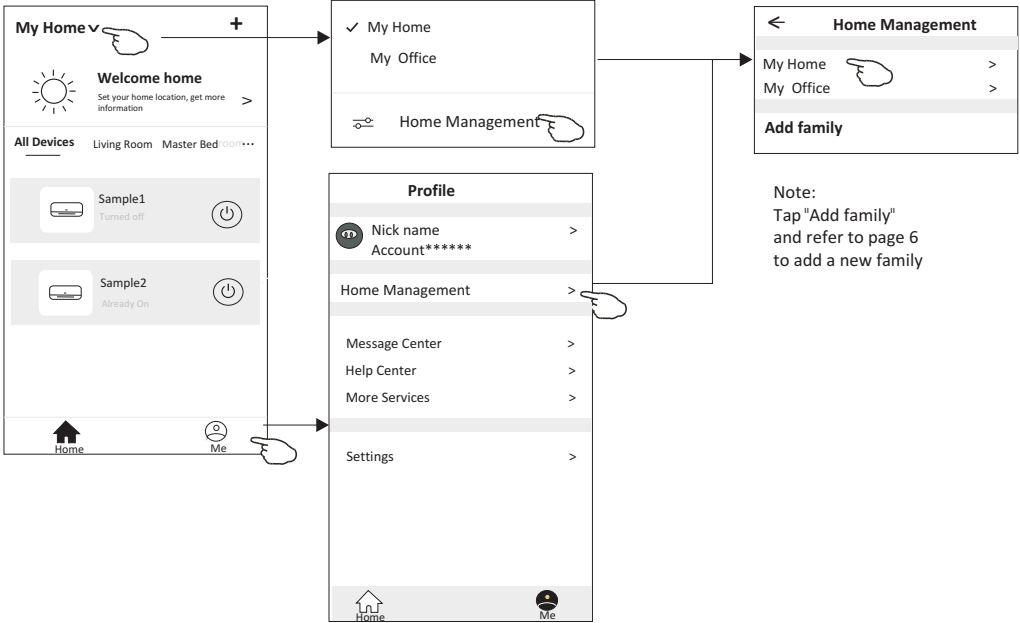 My Home
+
Welcome home
Set your home location, get more
information
>
All Devices Living Room Master Bedroom ...
Sample1
Turned off
Sample2
Already On
Home
Me
✓ My Home
My Office
Home Management
Profile
Nick name >
Account******
Home Management >
Message Center >
Help Center >
More Services >
Settings >
Home
Me
← Home Management
My Home >
My Office >
Add family
Note:
Tap "Add family"
and refer to page 6
to add a new family